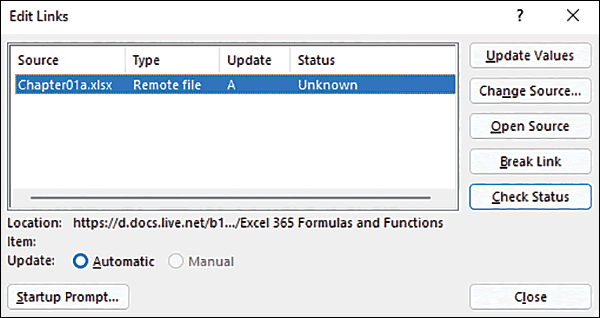 Edit Links ? ×
Source Type Update Status
Chapter01a.xlsx Remote file A Unknown
Update Values
Change Source...
Open Source
Break Link
Check Status
Location: https://d.docs.live.net/b1.../Excel 365 Formulas and Functions
Item:
Update: Automatic Manual
Startup Prompt... Close